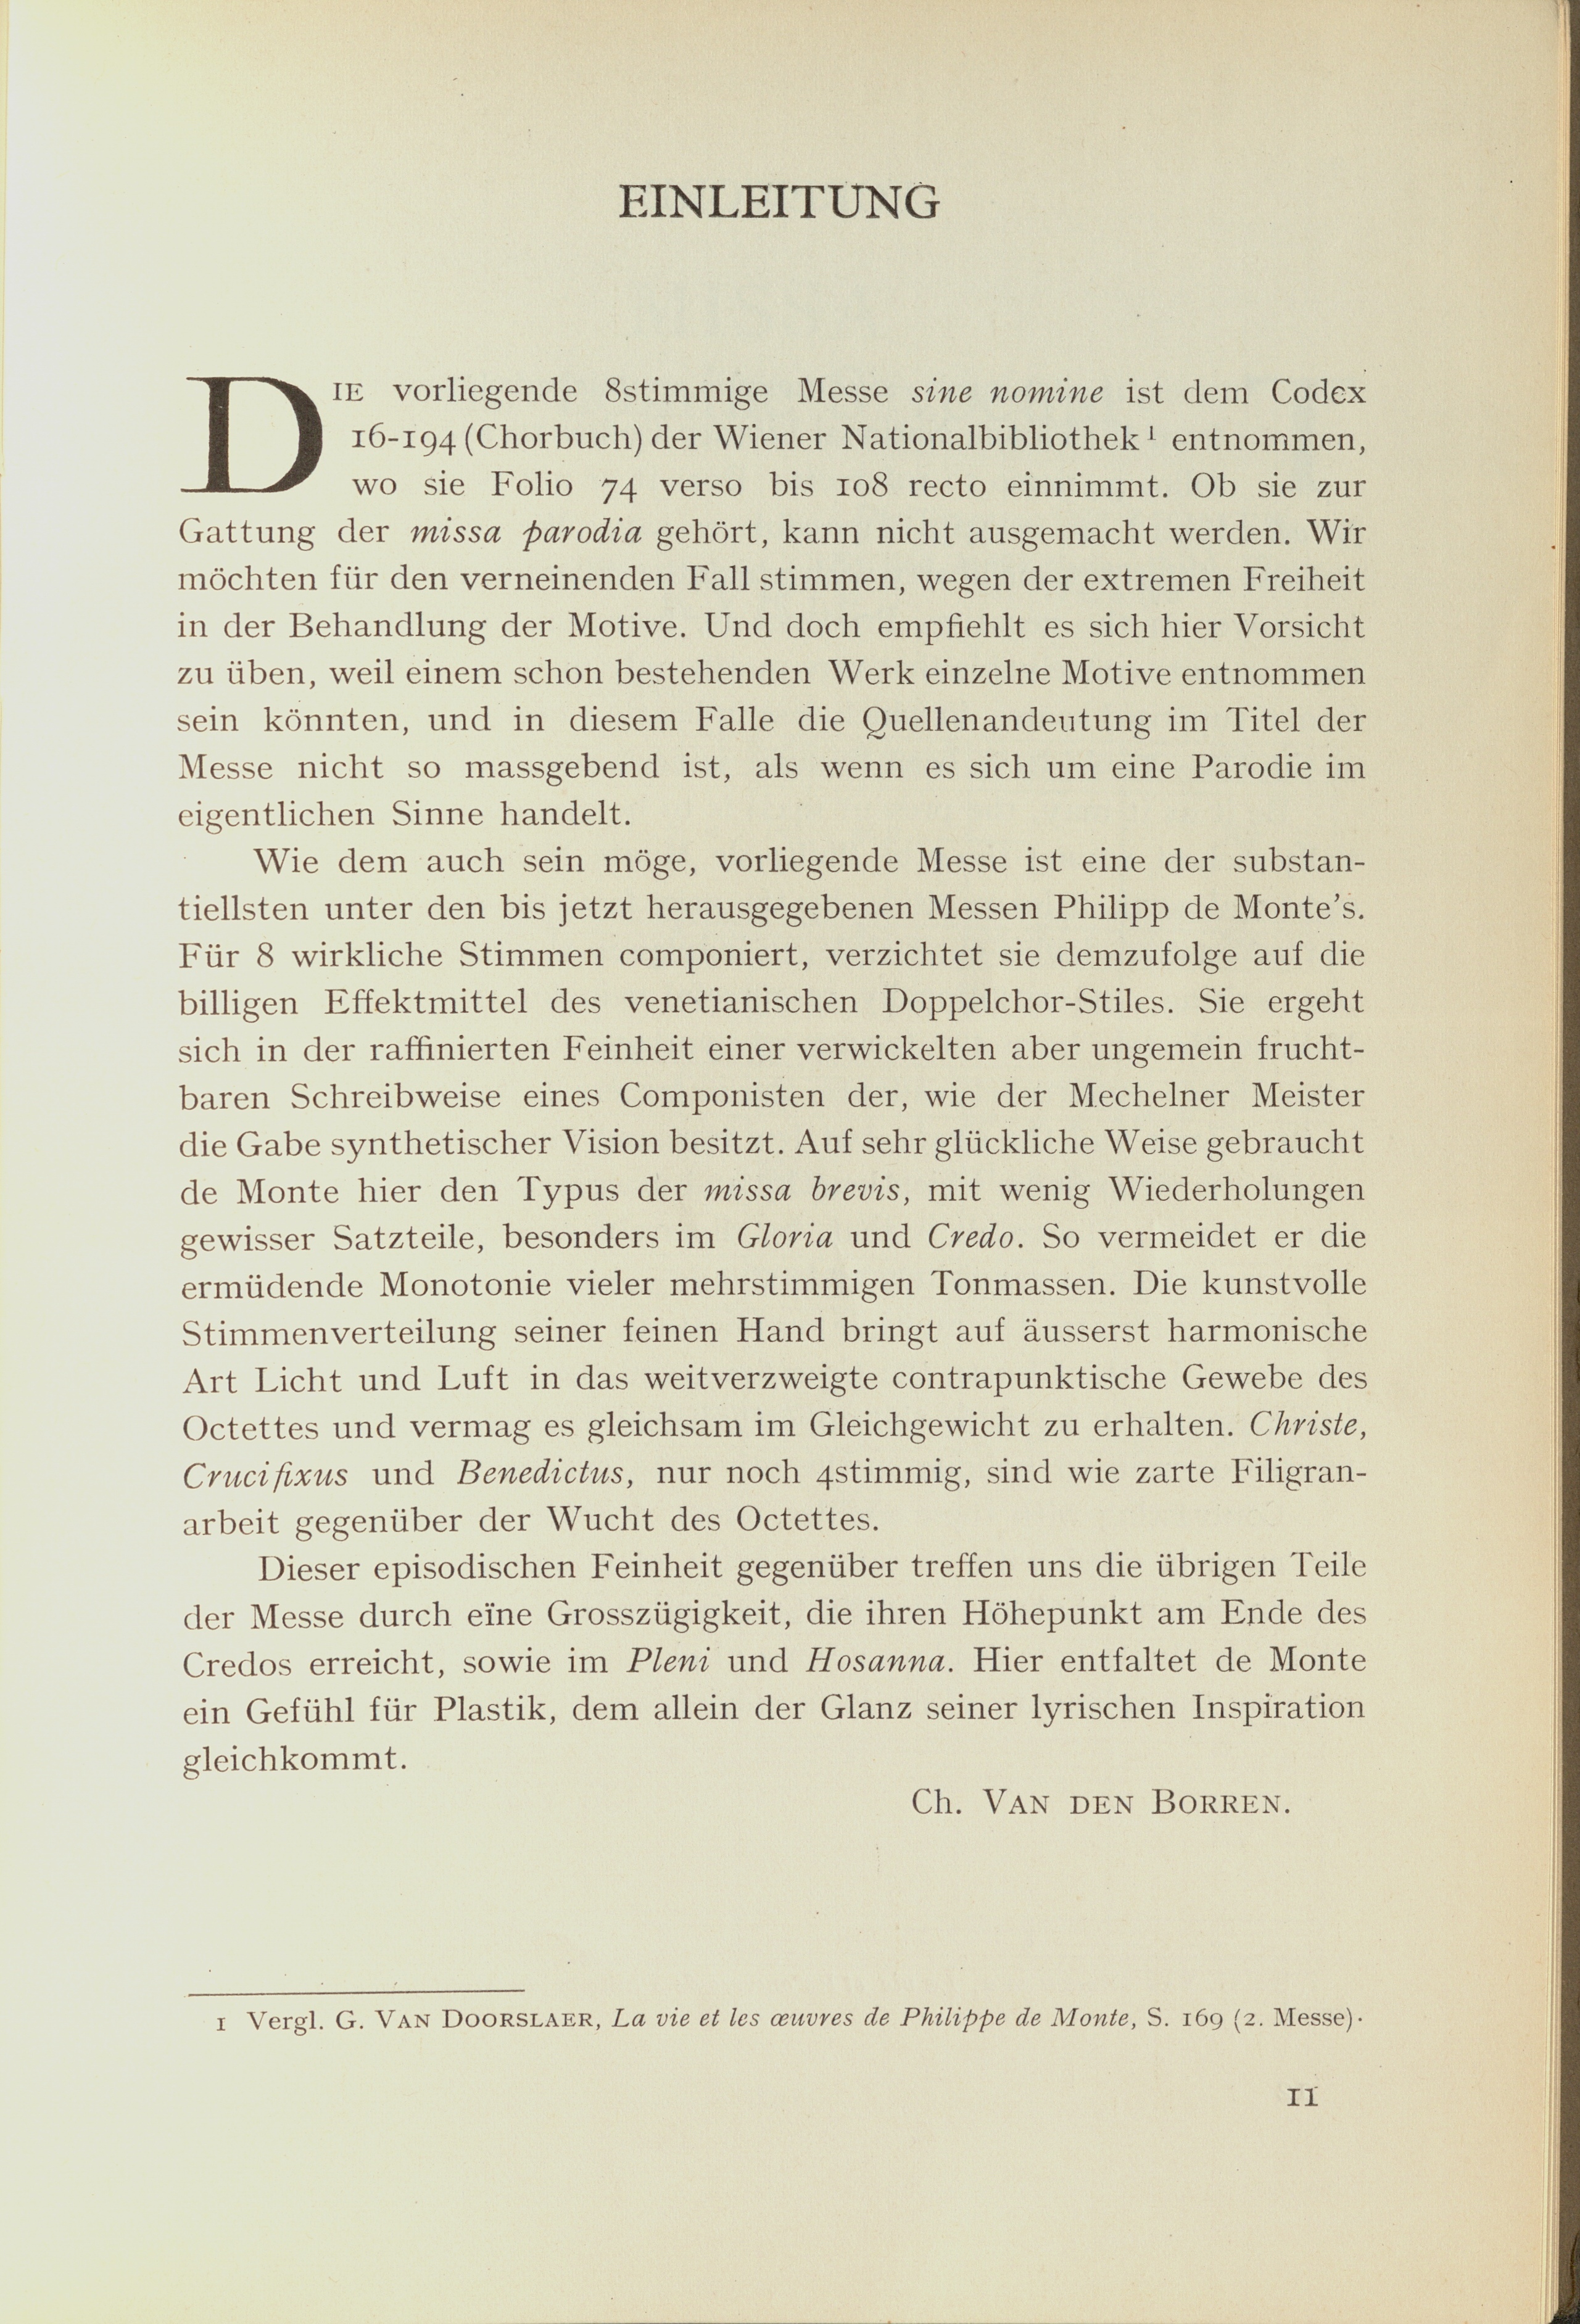 EINLEITUNG
DIE vorliegende 8stimmige Messe sine nomine ist dem Codex
16-194 (Chorbuch) der Wiener Nationalbibliothek ¹ entnommen,
wo sie Folio 74 verso bis 108 recto einnimmt. Ob sie zur
Gattung der missa parodia gehört, kann nicht ausgemacht werden. Wir
möchten für den verneinenden Fall stimmen, wegen der extremen Freiheit
in der Behandlung der Motive. Und doch empfiehlt es sich hier Vorsicht
zu üben, weil einem schon bestehenden Werk einzelne Motive entnommen
sein könnten, und in diesem Falle die Quellenandeutung im Titel der
Messe nicht so massgebend ist, als wenn es sich um eine Parodie im
eigentlichen Sinne handelt.
Wie dem auch sein möge, vorliegende Messe ist eine der substan-
tiellsten unter den bis jetzt herausgegebenen Messen Philipp de Monte's.
Für 8 wirkliche Stimmen componiert, verzichtet sie demzufolge auf die
billigen Effektmittel des venetianischen Doppelchor-Stiles. Sie ergeht
sich in der raffinierten Feinheit einer verwickelten aber ungemein frucht-
baren Schreibweise eines Componisten der, wie der Mechelner Meister
die Gabe synthetischer Vision besitzt. Auf sehr glückliche Weise gebraucht
de Monte hier den Typus der missa brevis, mit wenig Wiederholungen
gewisser Satzteile, besonders im Gloria und Credo. So vermeidet er die
ermüdende Monotonie vieler mehrstimmigen Tonmassen. Die kunstvolle
Stimmenverteilung seiner feinen Hand bringt auf äusserst harmonische
Art Licht und Luft in das weitverzweigte contrapunktische Gewebe des
Octettes und vermag es gleichsam im Gleichgewicht zu erhalten. Christe,
Crucifixus und Benedictus, nur noch 4stimmig, sind wie zarte Filigran-
arbeit gegenüber der Wucht des Octettes.
Dieser episodischen Feinheit gegenüber treffen uns die übrigen Teile
der Messe durch eïne Grosszügigkeit, die ihren Höhepunkt am Ende des
Credos erreicht, sowie im Pleni und Hosanna. Hier entfaltet de Monte
ein Gefühl für Plastik, dem allein der Glanz seiner lyrischen Inspiration
gleichkommt.
Ch. VAN DEN BORREN.
1 Vergl. G. VAN DOORSLAER, La vie et les œuvres de Philippe de Monte, S. 169 (2. Messe).
11